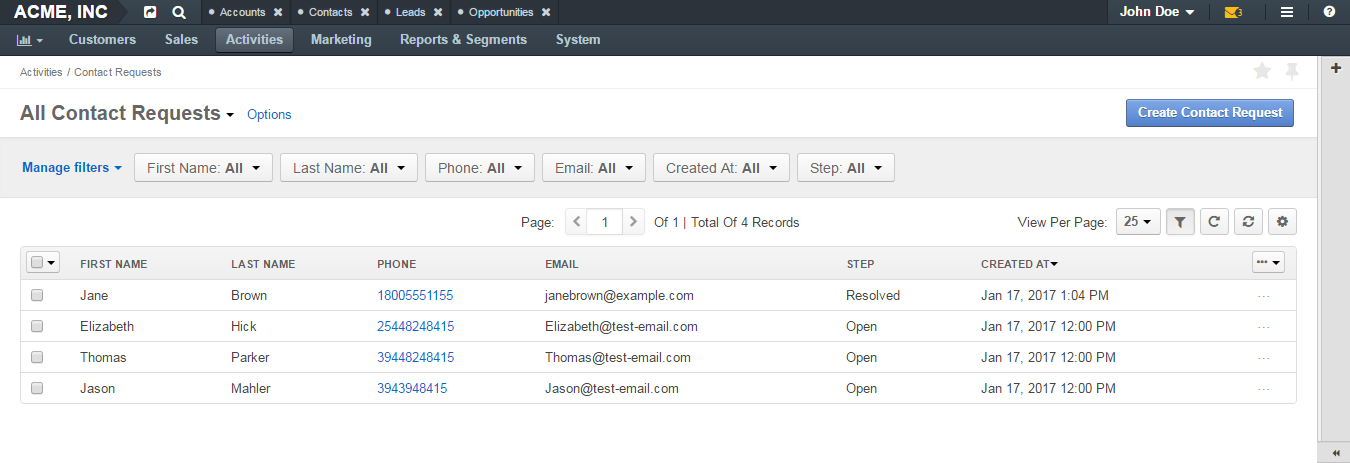 ACME, INC Accounts Contacts Leads Opportunities John Doe 3
Customers Sales Activities Marketing Reports & Segments System
Activities / Contact Requests
All Contact Requests Options Create Contact Request
Manage filters First Name: All Last Name: All Phone: All Email: All Created At: All Step: All
Page: 1 Of 1 | Total Of 4 Records View Per Page: 25
FIRST NAME LAST NAME PHONE EMAIL STEP CREATED AT
Jane Brown 18005551155 janebrown@example.com Resolved Jan 17, 2017 1:04 PM
Elizabeth Hick 25448248415 Elizabeth@test-email.com Open Jan 17, 2017 12:00 PM
Thomas Parker 39448248415 Thomas@test-email.com Open Jan 17, 2017 12:00 PM
Jason Mahler 3943948415 Jason@test-email.com Open Jan 17, 2017 12:00 PM